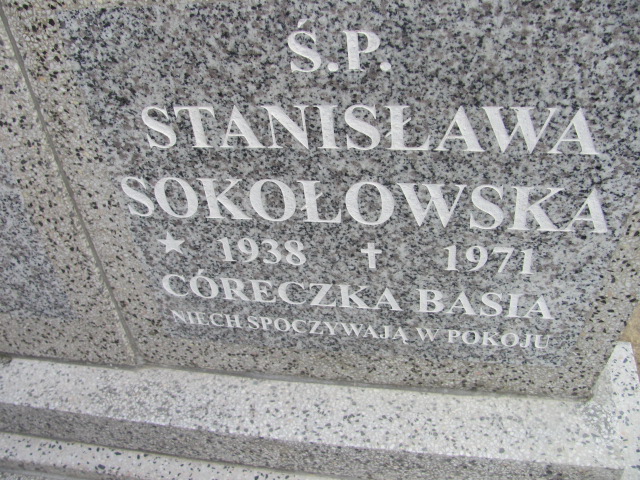 Ś.P.
STANISŁAWA
SOKOŁOWSKA
★ 1938 ✝ 1971
CÓRECZKA BASIA
NIECH SPOCZYWAJĄ W POKOJU